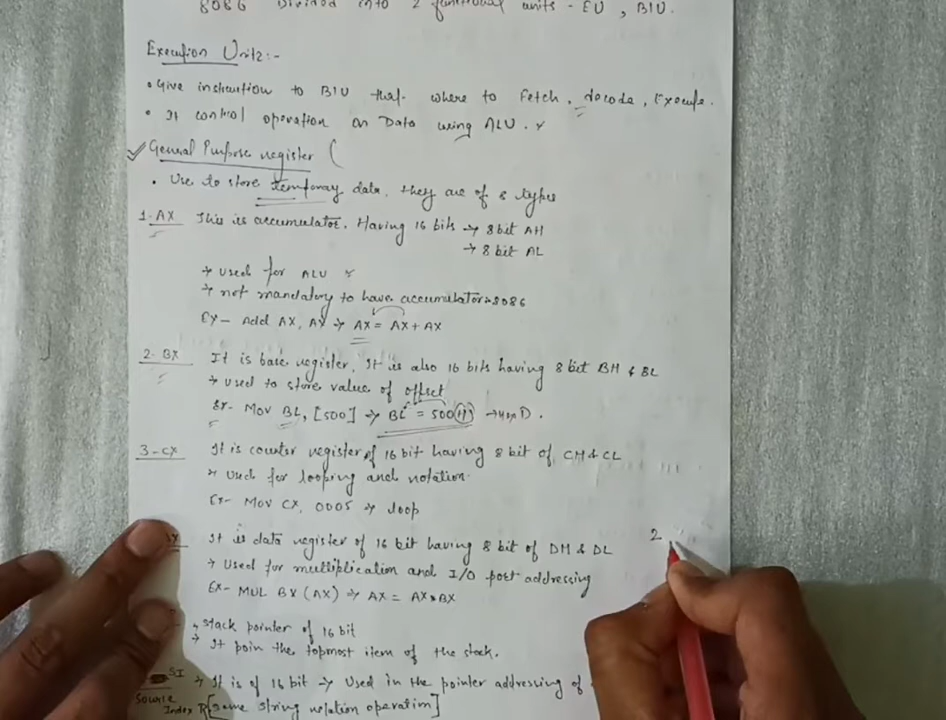 8086 Divided into 2 functional units - EU, BIU.
Execution Unit :-
• Give instruction to BIU that where to Fetch, decode, Execute.
• It control operation on Data using ALU.
General Purpose register (
• Use to store temporary data, they are of 8 types
1- AX This is accumulator. Having 16 bits → 8 bit AH
→ 8 bit AL
→ used for ALU
→ not mandatory to have accumulator in 8086
Ex- Add AX, AX → AX = AX + AX
2- BX It is base register. It is also 16 bits having 8 bit BH & BL
→ used to store value of offset
Ex- Mov BL, [500] → BL = 500(H) →
3- CX It is counter register of 16 bit having 8 bit of CH & CL
→ Used for looping and rotation.
Ex- Mov CX, 0005 → loop
It is data register of 16 bit having 8 bit of DH & DL
2
→ Used for multiplication and I/O port addressing
Ex- MUL BX (AX) → AX = AX * BX
→ Stack pointer of 16 bit
→ It poin the topmost item of the stack.
SI → It is of 16 bit → Used in the pointer addressing of
Source Index R [some string notation operation]